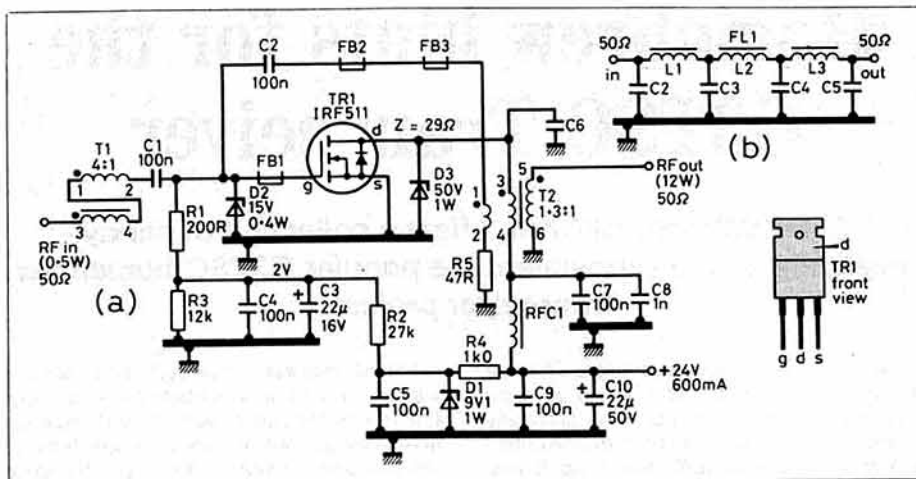 C2
100n
FB2
FB3
TR1
IRF511
d
Z = 29Ω
C6
T1
4:1
C1
100n
1
2
3
4
FB1
g
s
D2
15V
0·4W
D3
50V
1W
1
2
3
4
5
6
T2
1·3:1
RF out
(12W)
50Ω
RF in
(0·5W)
50Ω
(a)
R1
200R
2V
R5
47R
R3
12k
C4
100n
+
C3
22µ
16V
R2
27k
C7
100n
C8
1n
RFC1
R4
1k0
+24V
600mA
C5
100n
D1
9V1
1W
C9
100n
+
C10
22µ
50V
50Ω
in
FL1
50Ω
out
L1
L2
L3
C2
C3
C4
C5
(b)
d
TR1
front
view
g
d
s